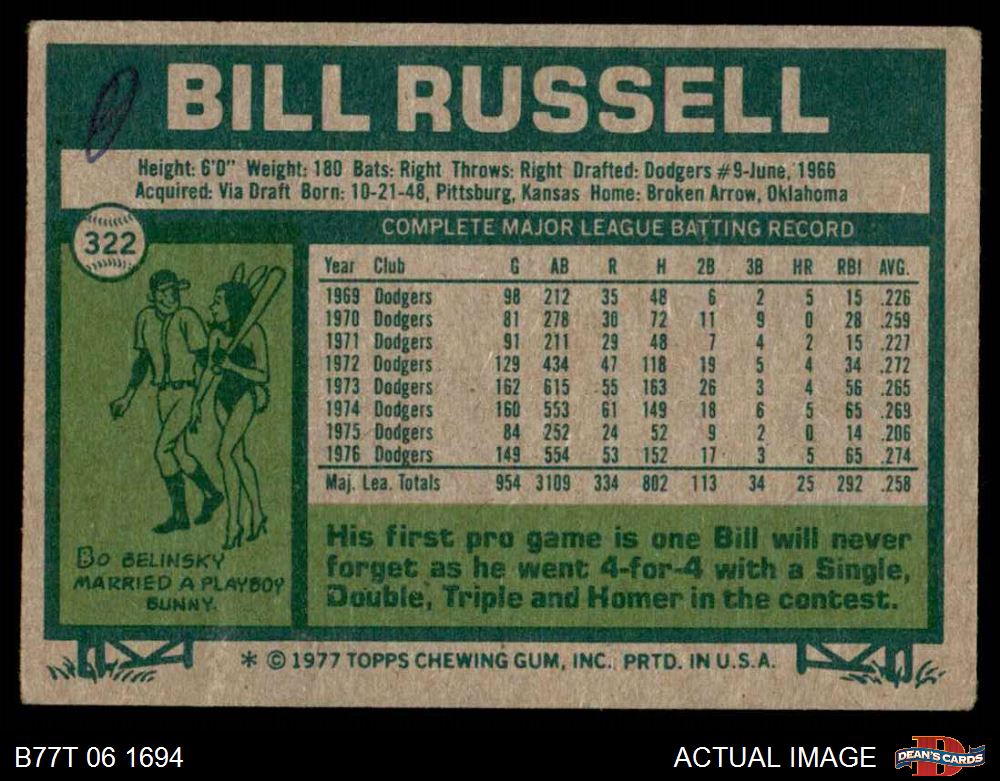 BILL RUSSELL
Height: 6'0" Weight: 180 Bats: Right Throws: Right Drafted: Dodgers #9-June, 1966
Acquired: Via Draft Born: 10-21-48, Pittsburg, Kansas Home: Broken Arrow, Oklahoma
322
COMPLETE MAJOR LEAGUE BATTING RECORD
Year Club G AB R H 2B 3B HR RBI AVG.
1969 Dodgers 98 212 35 48 6 2 5 15 .226
1970 Dodgers 81 278 30 72 11 9 0 28 .259
1971 Dodgers 91 211 29 48 7 4 2 15 .227
1972 Dodgers 129 434 47 118 19 5 4 34 .272
1973 Dodgers 162 615 55 163 26 3 4 56 .265
1974 Dodgers 160 553 61 149 18 6 5 65 .269
1975 Dodgers 84 252 24 52 9 2 0 14 .206
1976 Dodgers 149 554 53 152 17 3 5 65 .274
Maj. Lea. Totals 954 3109 334 802 113 34 25 292 .258
BO BELINSKY
MARRIED A PLAYBOY
BUNNY.
His first pro game is one Bill will never
forget as he went 4-for-4 with a Single,
Double, Triple and Homer in the contest.
* © 1977 TOPPS CHEWING GUM, INC. PRTD. IN U.S.A.
B77T 06 1694
ACTUAL IMAGE
D
DEAN'S CARDS